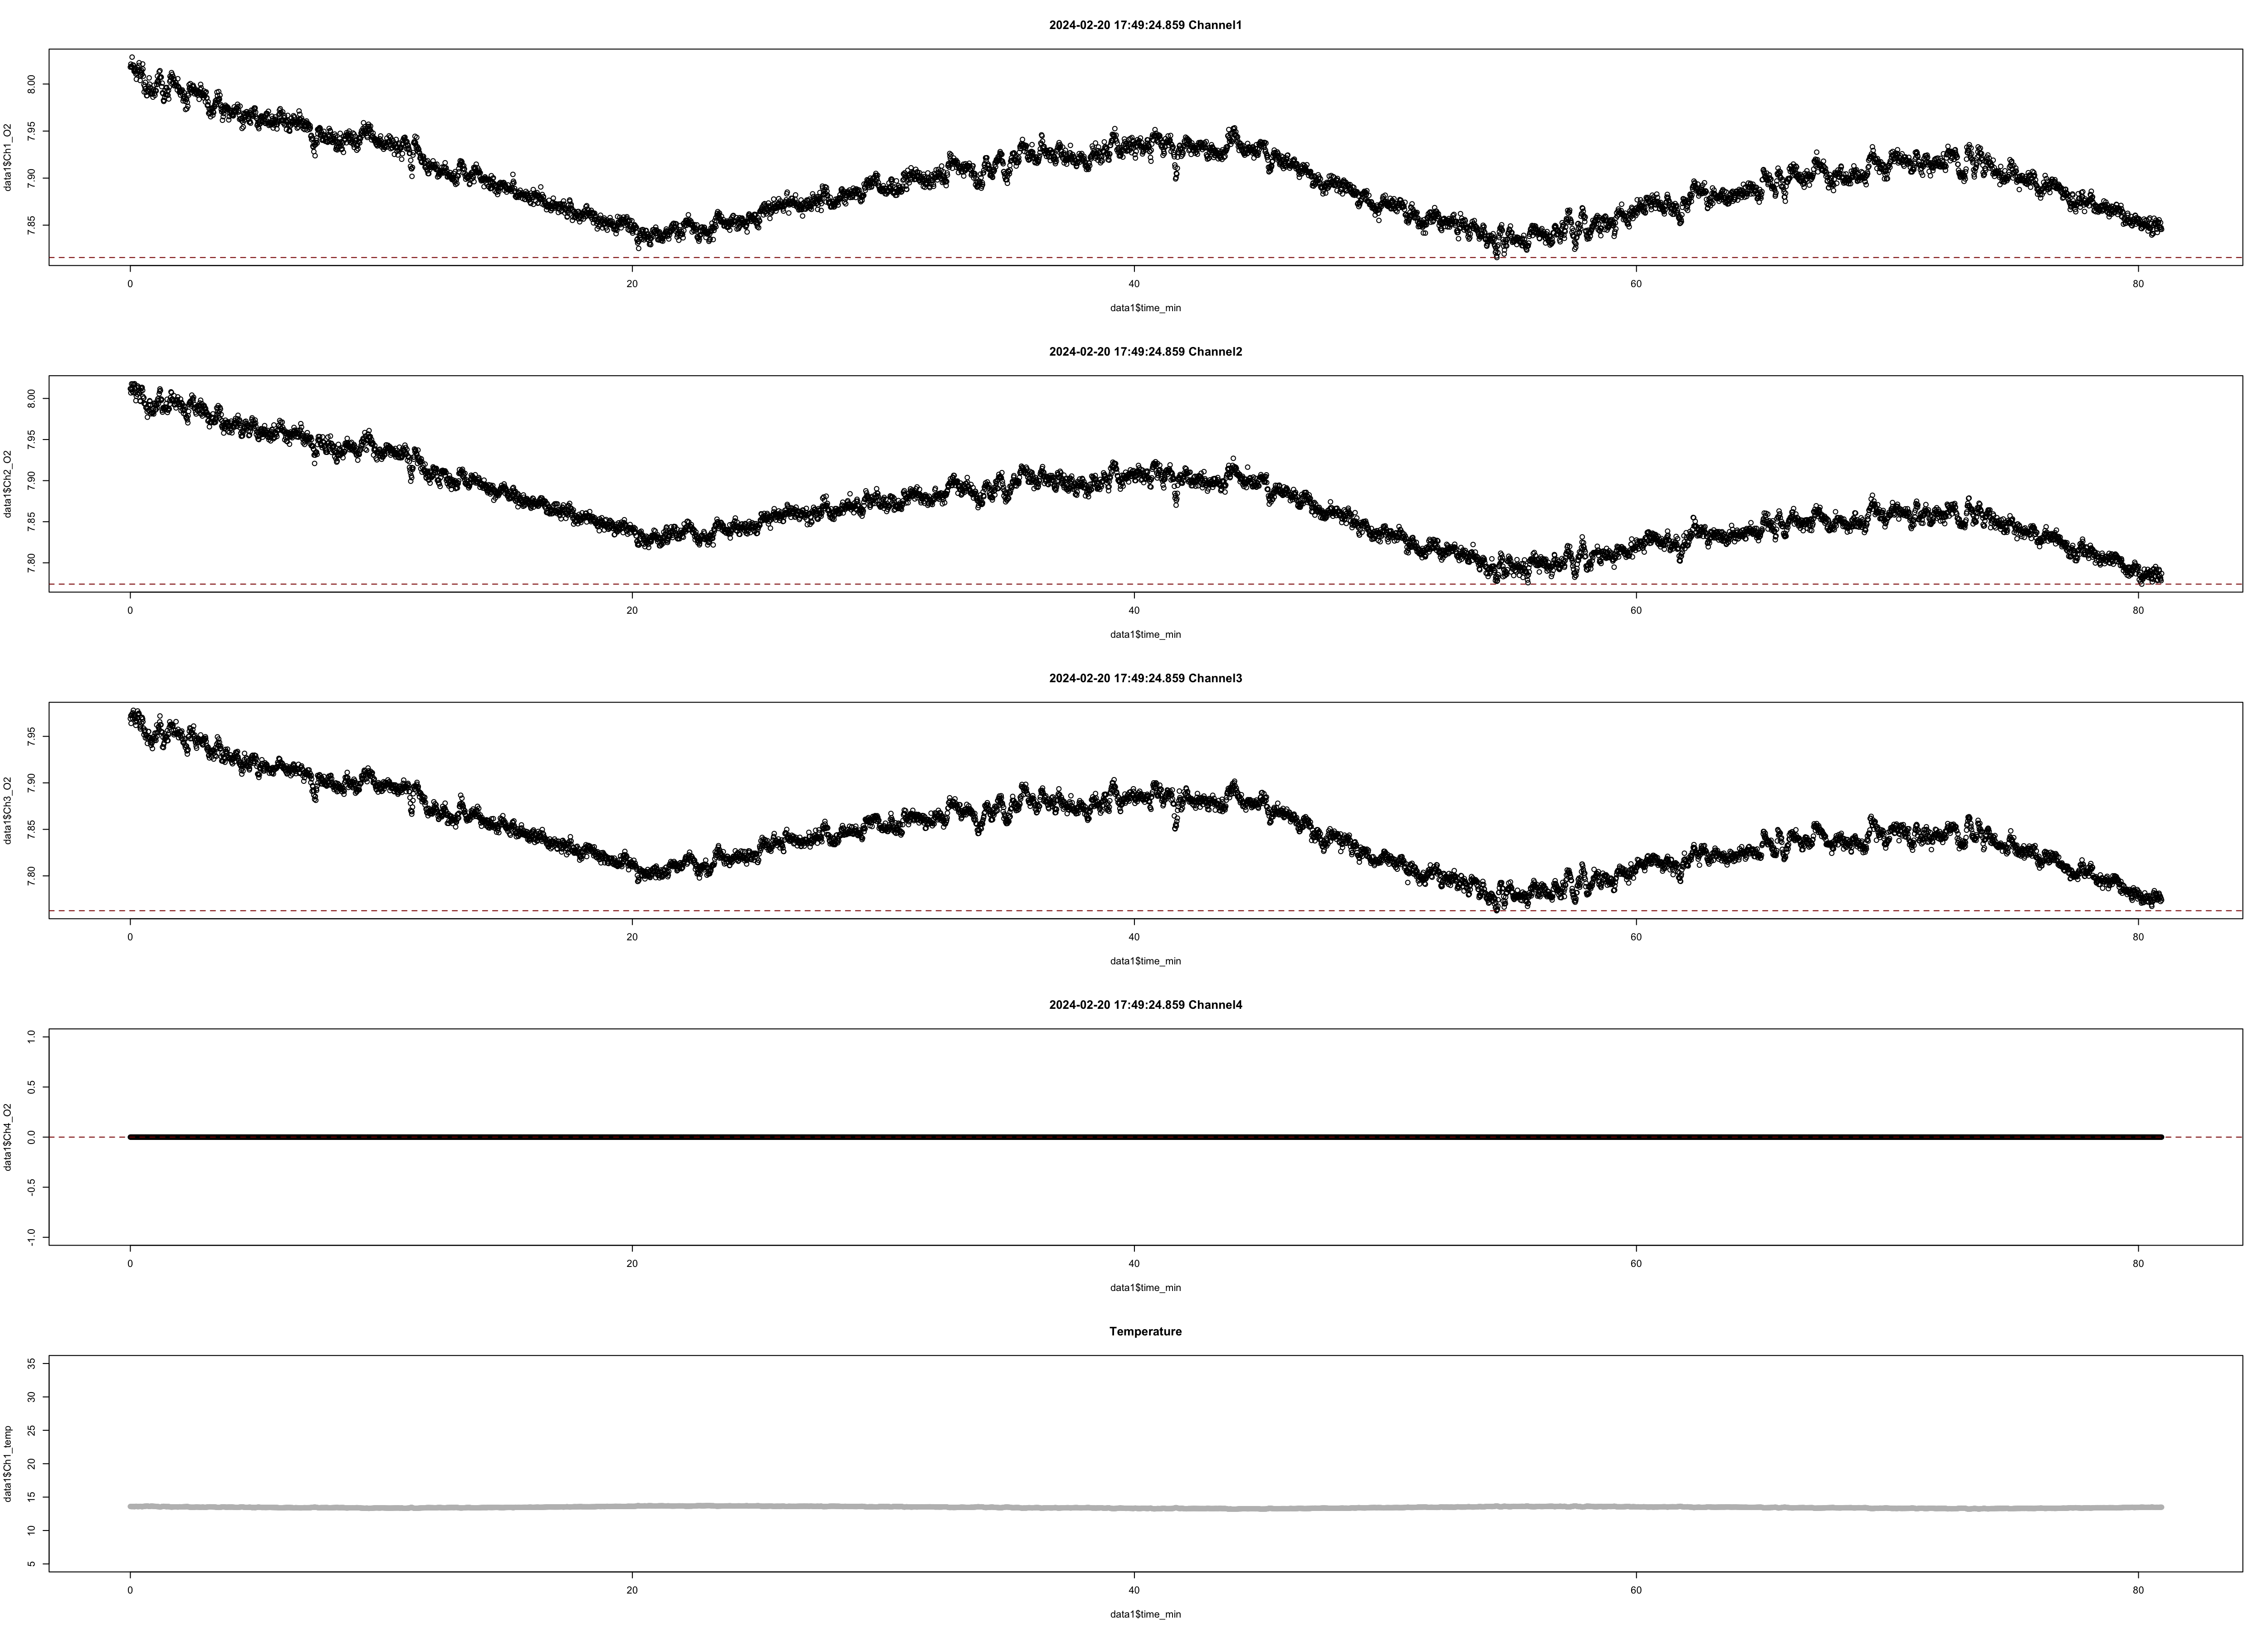 2024-02-20 17:49:24.859 Channel1
data1$Ch1_O2
8.00
7.95
7.90
7.85
0 20 40 60 80
data1$time_min
2024-02-20 17:49:24.859 Channel2
data1$Ch2_O2
8.00
7.95
7.90
7.85
7.80
0 20 40 60 80
data1$time_min
2024-02-20 17:49:24.859 Channel3
data1$Ch3_O2
7.95
7.90
7.85
7.80
0 20 40 60 80
data1$time_min
2024-02-20 17:49:24.859 Channel4
data1$Ch4_O2
1.0
0.5
0.0
-0.5
-1.0
0 20 40 60 80
data1$time_min
Temperature
data1$Ch1_temp
35
30
25
20
15
10
5
0 20 40 60 80
data1$time_min